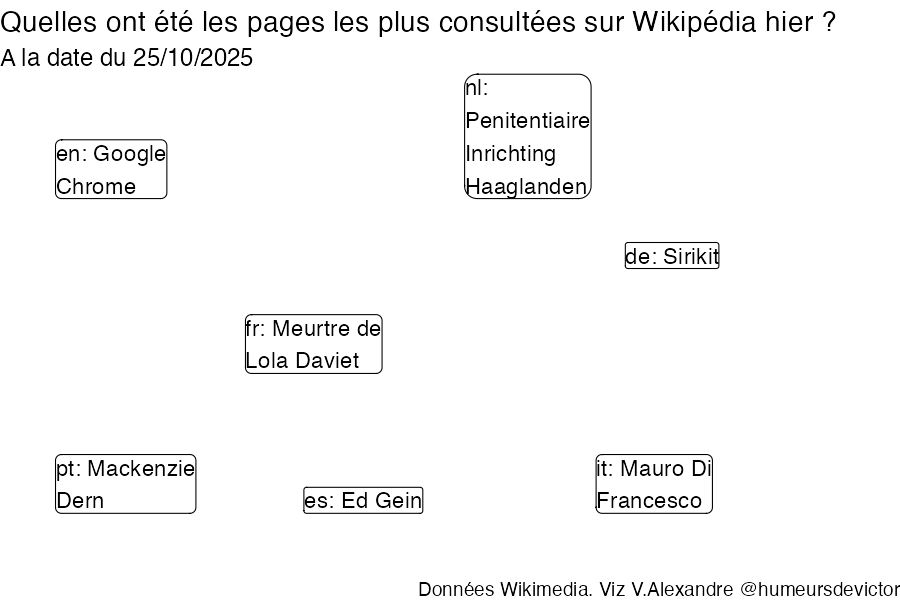 Quelles ont été les pages les plus consultées sur Wikipédia hier ?
A la date du 25/10/2025
nl:
Penitentiaire
Inrichting
Haaglanden
en: Google
Chrome
de: Sirikit
fr: Meurtre de
Lola Daviet
pt: Mackenzie
Dern
es: Ed Gein
it: Mauro Di
Francesco
Données Wikimedia. Viz V.Alexandre @humeursdevictor